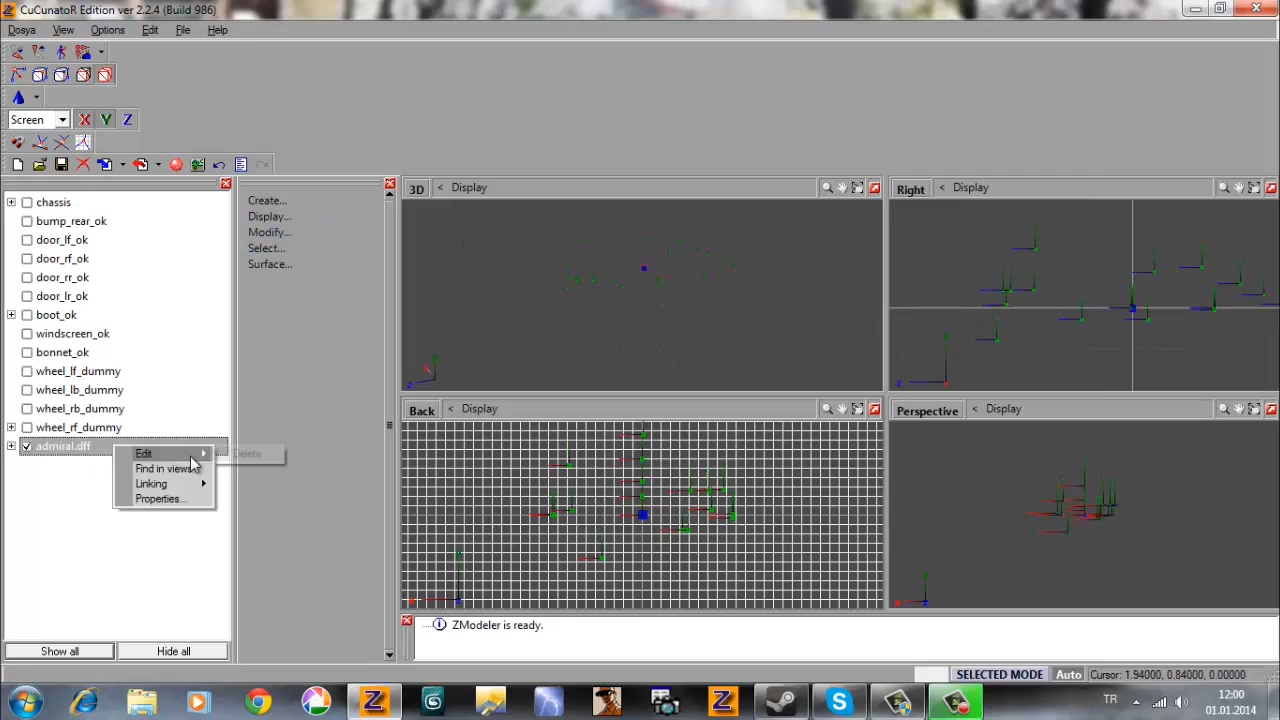 CuCunatoR Edition ver 2.2.4 (Build 986)
Dosya View Options Edit File Help
Screen X Y Z
chassis
bump_rear_ok
door_lf_ok
door_rf_ok
door_rr_ok
door_lr_ok
boot_ok
windscreen_ok
bonnet_ok
wheel_lf_dummy
wheel_lb_dummy
wheel_rb_dummy
wheel_rf_dummy
admiral.dff
Edit
Delete
Find in views
Linking
Properties...
Show all Hide all
Create...
Display...
Modify...
Select...
Surface...
3D < Display
Right < Display
Back < Display
Perspective < Display
ZModeler is ready.
SELECTED MODE Auto Cursor: 1.94000, 0.84000, 0.00000
TR 12:00
01.01.2014